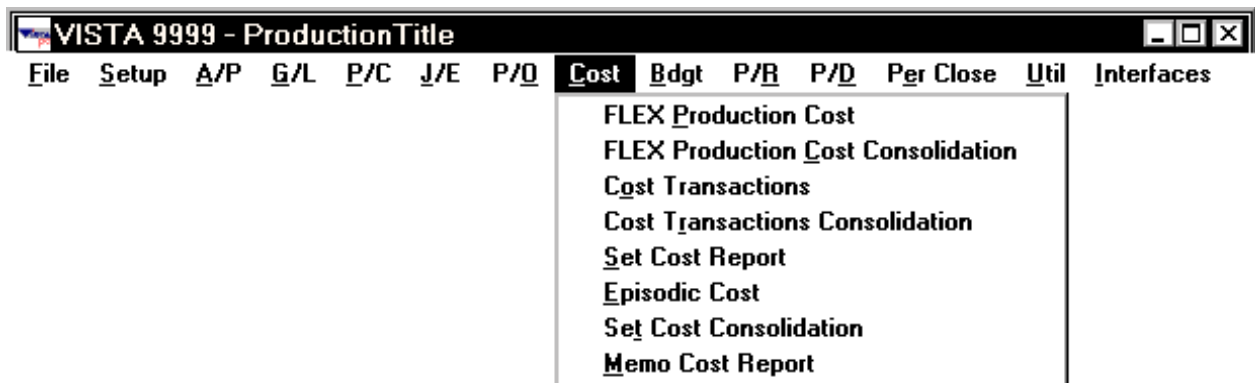 VISTA 9999 - ProductionTitle
File Setup A/P G/L P/C J/E P/O Cost Bdgt P/R P/D Per Close Util Interfaces
FLEX Production Cost
FLEX Production Cost Consolidation
Cost Transactions
Cost Transactions Consolidation
Set Cost Report
Episodic Cost
Set Cost Consolidation
Memo Cost Report